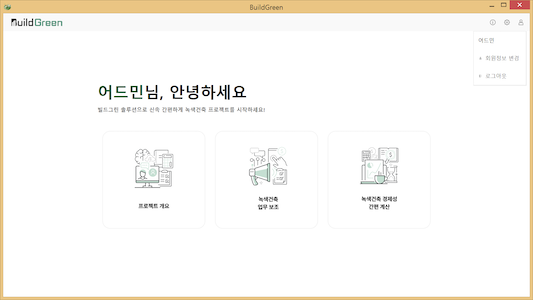 BuildGreen
BuildGreen
어드민
회원정보 변경
로그아웃
어드민님, 안녕하세요
빌드그린 솔루션으로 신속 간편하게 녹색건축 프로젝트를 시작하세요!
프로젝트 개요
녹색건축
업무 보조
녹색건축 경제성
간편 계산